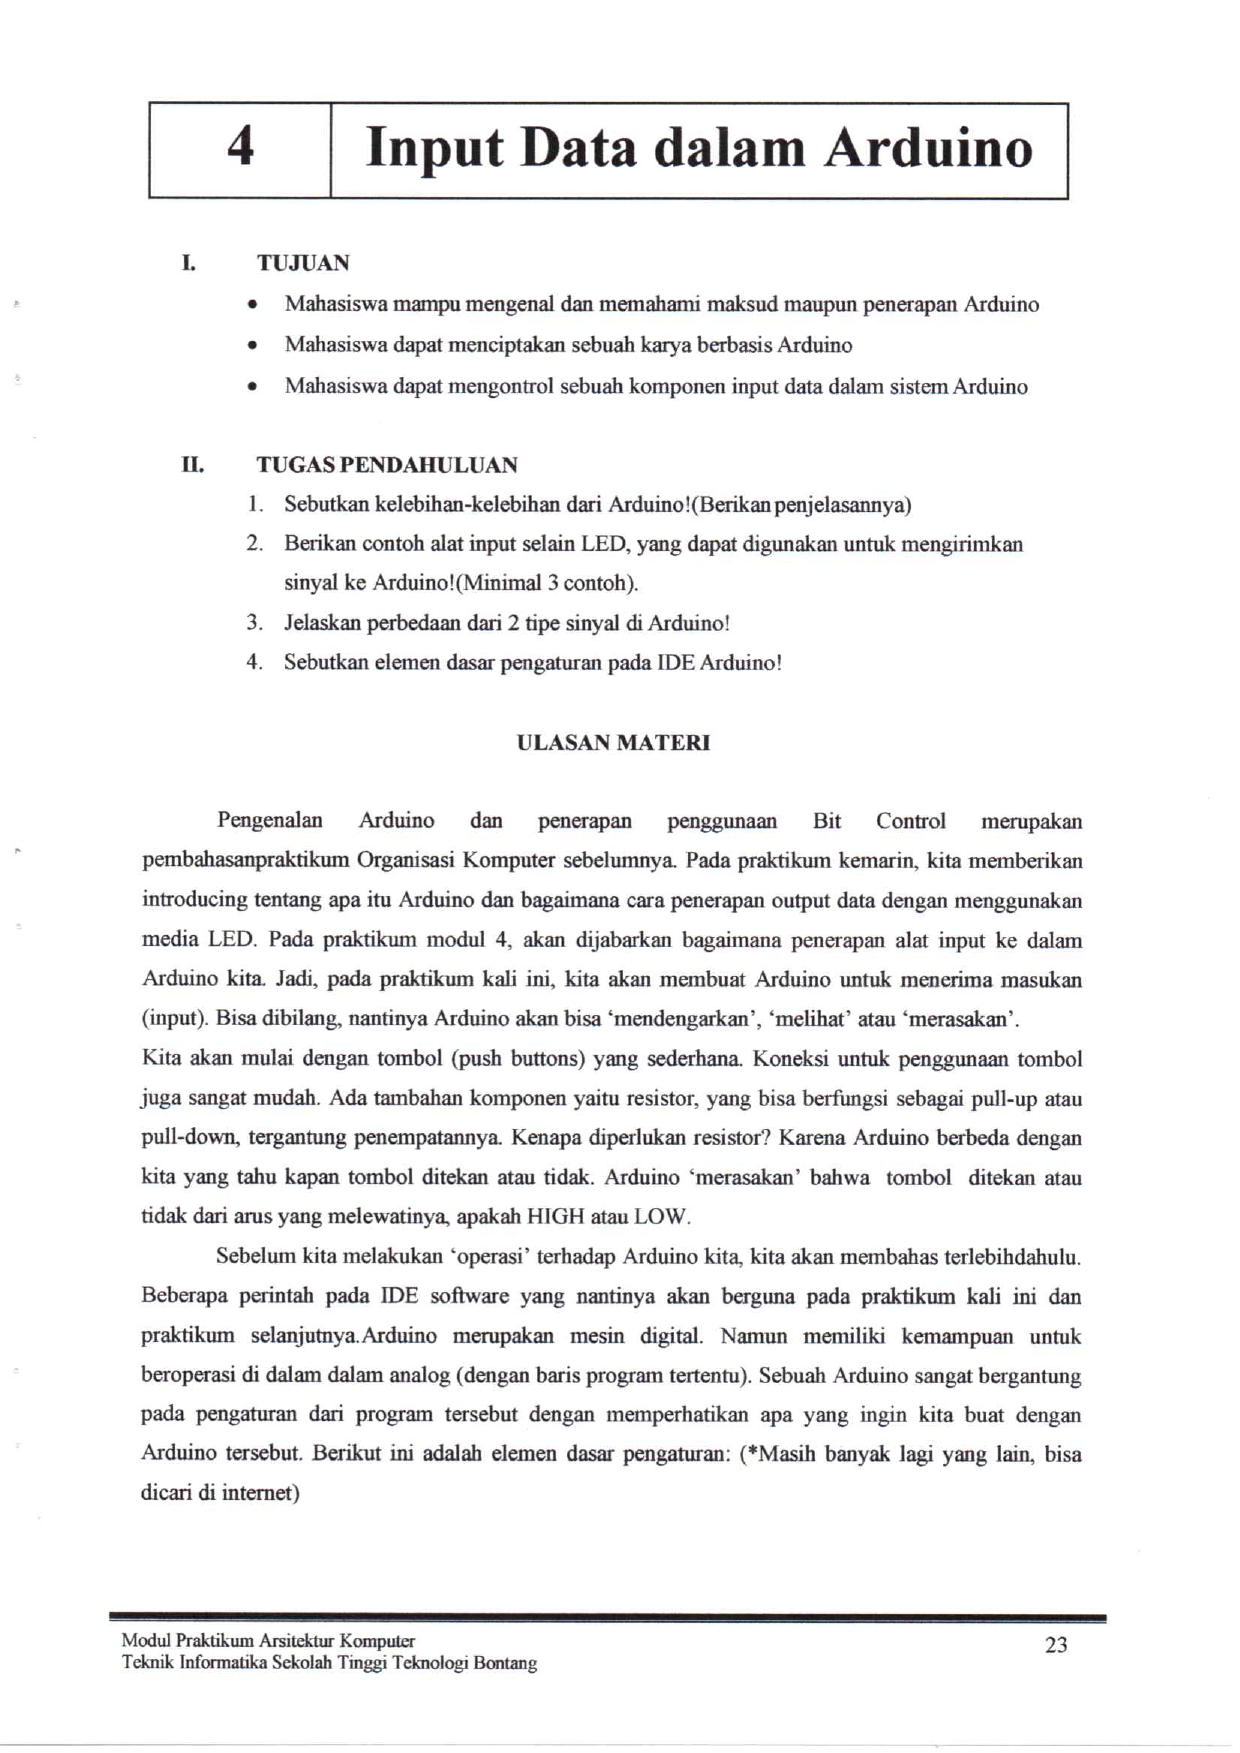 4 Input Data dalam Arduino
I. TUJUAN
• Mahasiswa mampu mengenal dan memahami maksud maupun penerapan Arduino
• Mahasiswa dapat menciptakan sebuah karya berbasis Arduino
• Mahasiswa dapat mengontrol sebuah komponen input data dalam sistem Arduino
II. TUGAS PENDAHULUAN
1. Sebutkan kelebihan-kelebihan dari Arduino!(Berikan penjelasannya)
2. Berikan contoh alat input selain LED, yang dapat digunakan untuk mengirimkan
sinyal ke Arduino!(Minimal 3 contoh).
3. Jelaskan perbedaan dari 2 tipe sinyal di Arduino!
4. Sebutkan elemen dasar pengaturan pada IDE Arduino!
ULASAN MATERI
Pengenalan Arduino dan penerapan penggunaan Bit Control merupakan
pembahasanpraktikum Organisasi Komputer sebelumnya. Pada praktikum kemarin, kita memberikan
introducing tentang apa itu Arduino dan bagaimana cara penerapan output data dengan menggunakan
media LED. Pada praktikum modul 4, akan dijabarkan bagaimana penerapan alat input ke dalam
Arduino kita. Jadi, pada praktikum kali ini, kita akan membuat Arduino untuk menerima masukan
(input). Bisa dibilang, nantinya Arduino akan bisa ‘mendengarkan’, ‘melihat’ atau ‘merasakan’.
Kita akan mulai dengan tombol (push buttons) yang sederhana. Koneksi untuk penggunaan tombol
juga sangat mudah. Ada tambahan komponen yaitu resistor, yang bisa berfungsi sebagai pull-up atau
pull-down, tergantung penempatannya. Kenapa diperlukan resistor? Karena Arduino berbeda dengan
kita yang tahu kapan tombol ditekan atau tidak. Arduino ‘merasakan’ bahwa tombol ditekan atau
tidak dari arus yang melewatinya, apakah HIGH atau LOW.
Sebelum kita melakukan ‘operasi’ terhadap Arduino kita, kita akan membahas terlebihdahulu.
Beberapa perintah pada IDE software yang nantinya akan berguna pada praktikum kali ini dan
praktikum selanjutnya.Arduino merupakan mesin digital. Namun memiliki kemampuan untuk
beroperasi di dalam dalam analog (dengan baris program tertentu). Sebuah Arduino sangat bergantung
pada pengaturan dari program tersebut dengan memperhatikan apa yang ingin kita buat dengan
Arduino tersebut. Berikut ini adalah elemen dasar pengaturan: (*Masih banyak lagi yang lain, bisa
dicari di internet)
Modul Praktikum Arsitektur Komputer 23
Teknik Informatika Sekolah Tinggi Teknologi Bontang